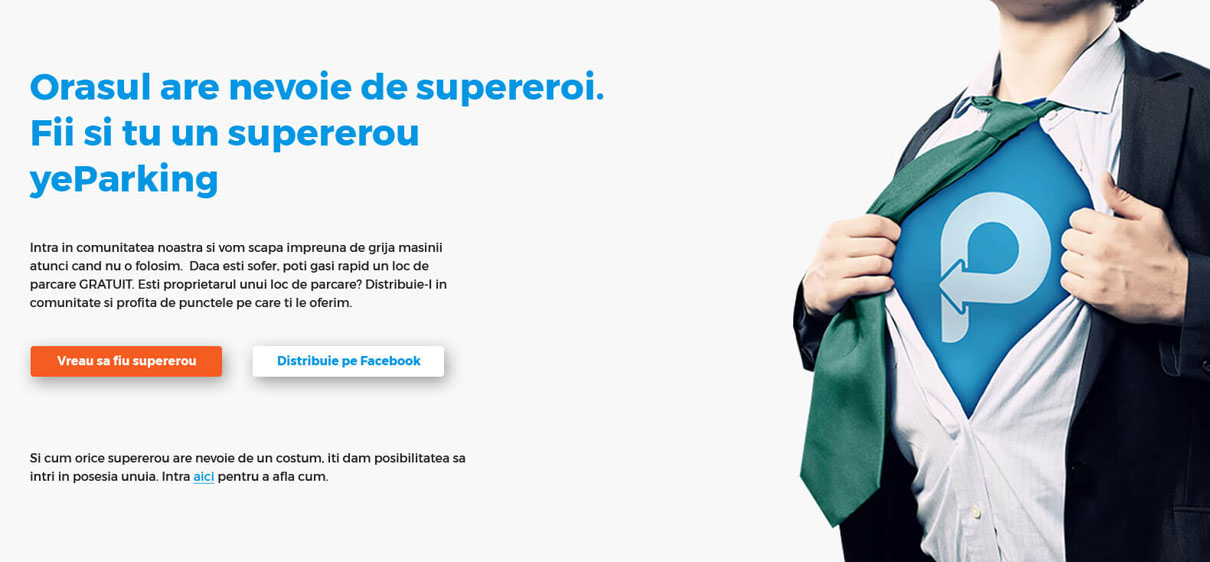 Orasul are nevoie de supereroi.
Fii si tu un supererou
yeParking
Intra in comunitatea noastra si vom scapa impreuna de grija masinii
atunci cand nu o folosim.  Daca esti sofer, poti gasi rapid un loc de
parcare GRATUIT. Esti proprietarul unui loc de parcare? Distribuie-l in
comunitate si profita de punctele pe care ti le oferim.
Vreau sa fiu supererou
Distribuie pe Facebook
Si cum orice supererou are nevoie de un costum, iti dam posibilitatea sa
intri in posesia unuia. Intra aici pentru a afla cum.